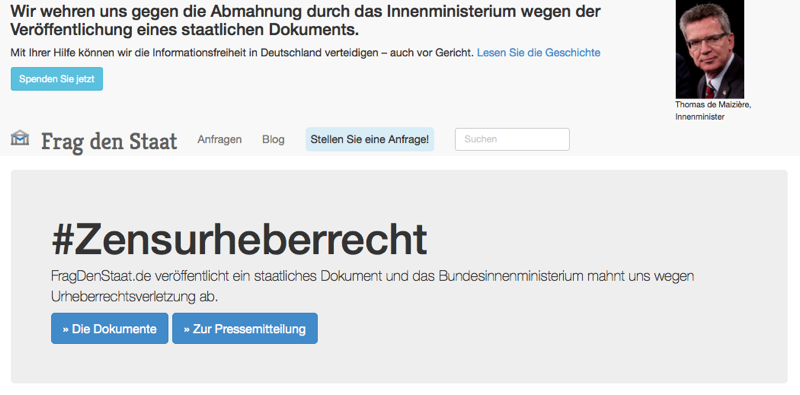 Wir wehren uns gegen die Abmahnung durch das Innenministerium wegen der
Veröffentlichung eines staatlichen Dokuments.
Mit Ihrer Hilfe können wir die Informationsfreiheit in Deutschland verteidigen – auch vor Gericht. Lesen Sie die Geschichte
Spenden Sie jetzt
Thomas de Maizière,
Innenminister
Frag den Staat
Anfragen
Blog
Stellen Sie eine Anfrage!
Suchen
#Zensurheberrecht
FragDenStaat.de veröffentlicht ein staatliches Dokument und das Bundesinnenministerium mahnt uns wegen
Urheberrechtsverletzung ab.
» Die Dokumente
» Zur Pressemitteilung